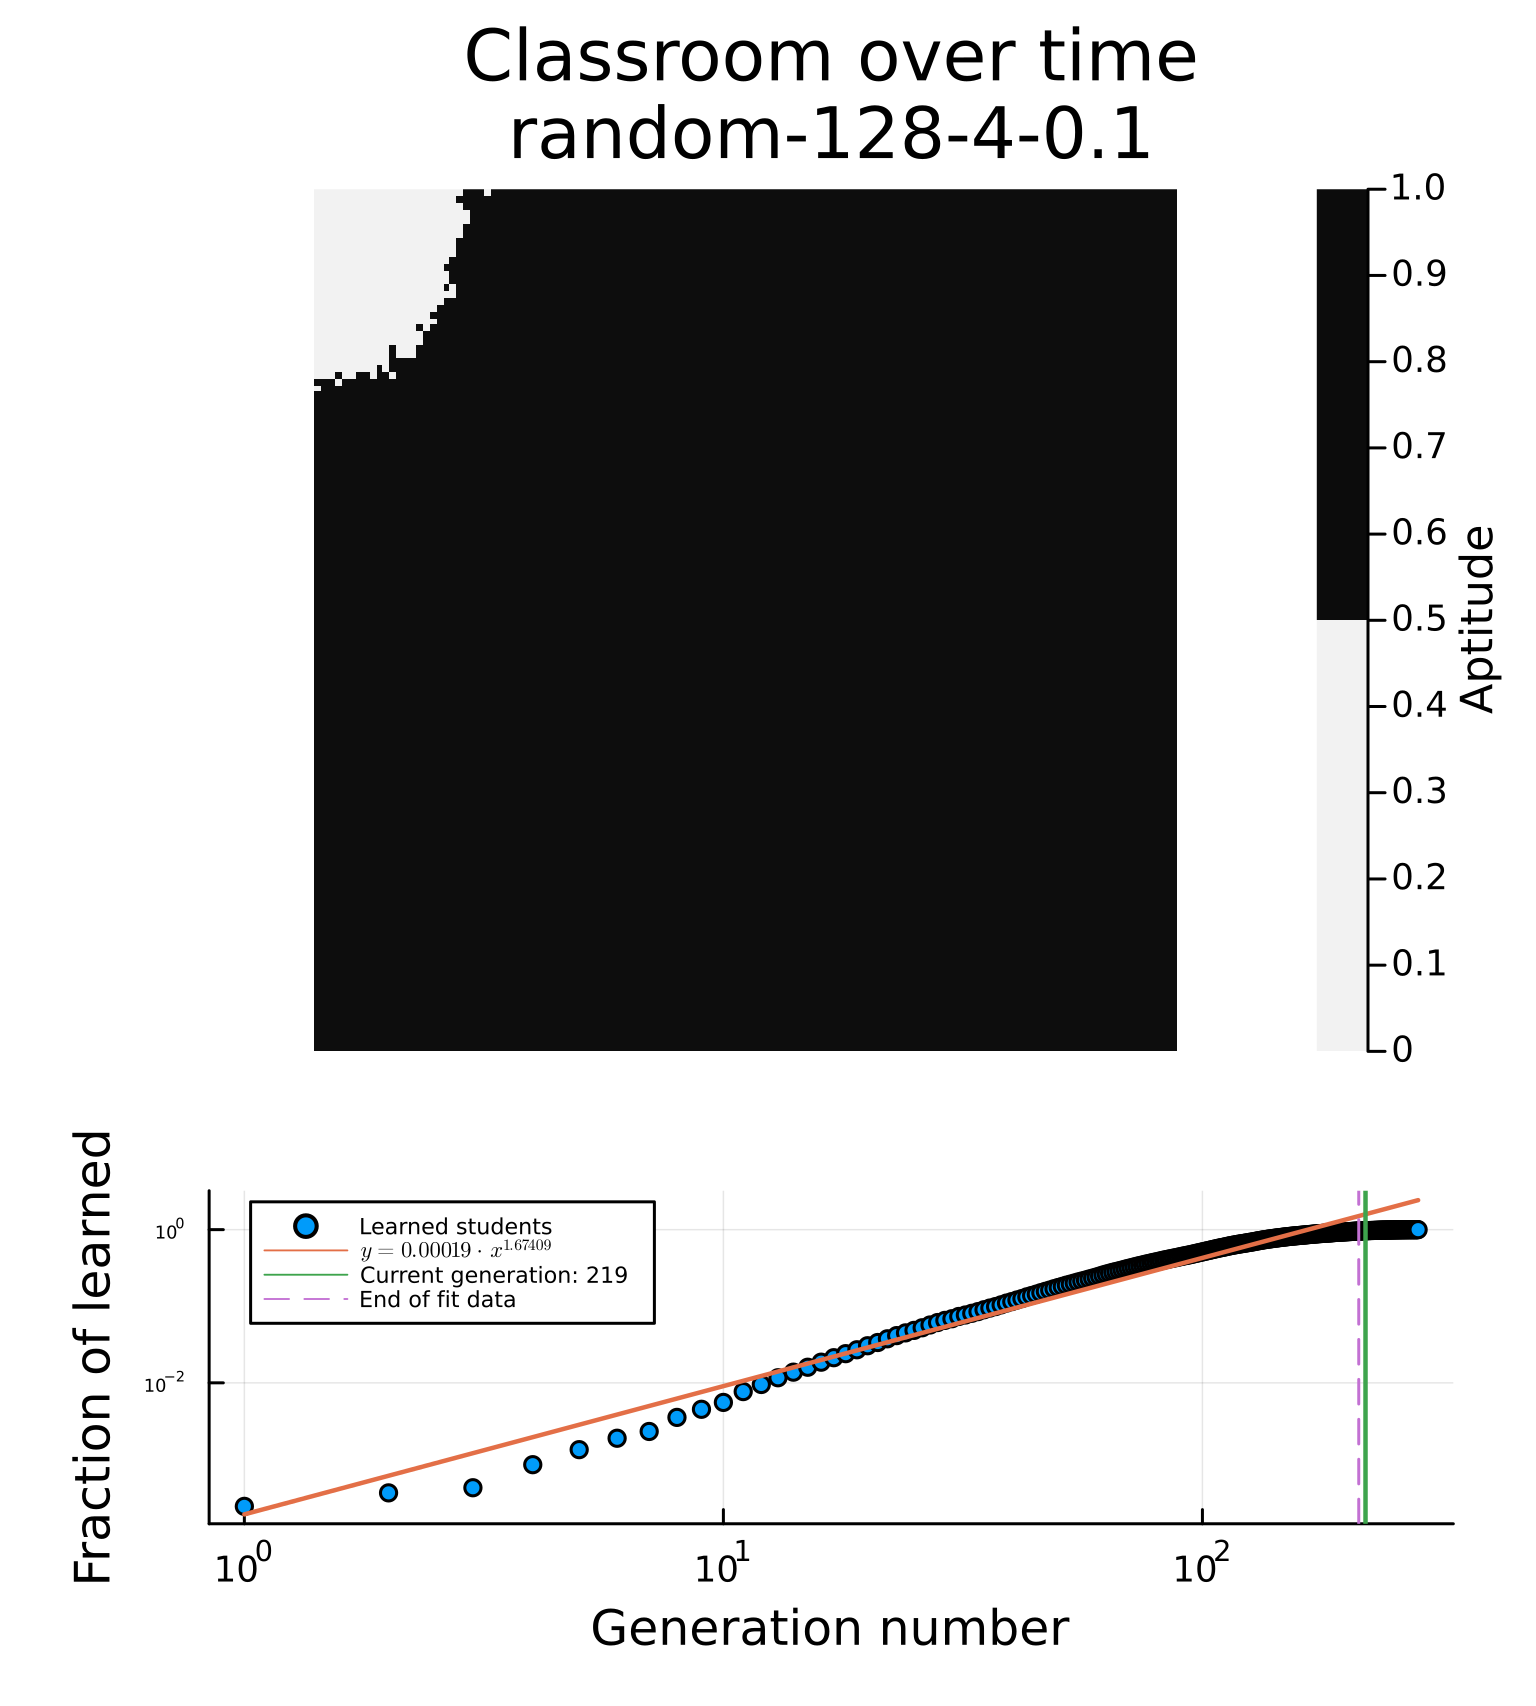 Classroom over time
random-128-4-0.1
1.0
0.9
0.8
0.7
0.6
0.5
0.4
0.3
0.2
0.1
0
Aptitude
Fraction of learned
10⁰
10⁻²
Learned students
y = 0.00019 · x^1.67409
Current generation: 219
End of fit data
10⁰
10¹
10²
Generation number